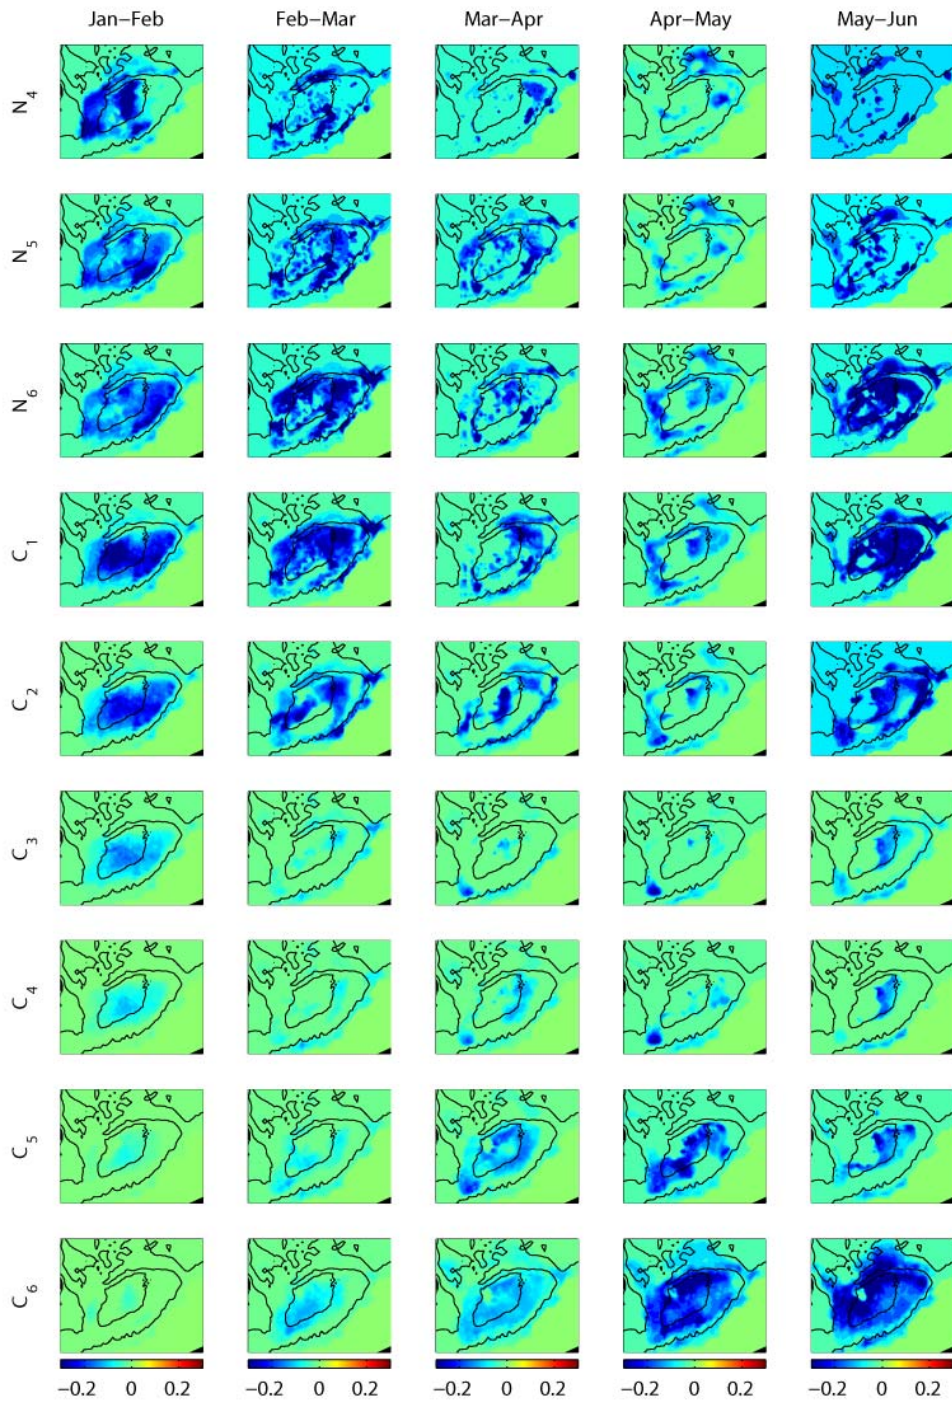 Jan–Feb Feb–Mar Mar–Apr Apr–May May–Jun
N4
N5
N6
C1
C2
C3
C4
C5
C6
−0.2 0 0.2 −0.2 0 0.2 −0.2 0 0.2 −0.2 0 0.2 −0.2 0 0.2